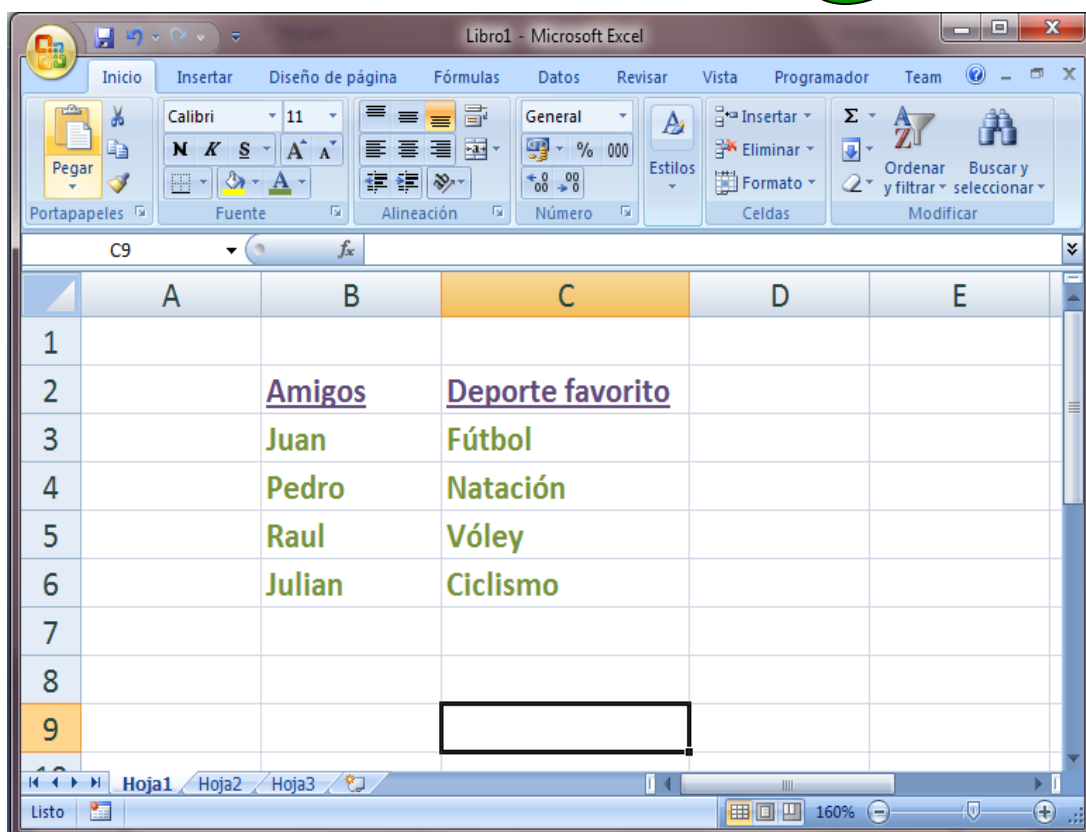 Libro1 - Microsoft Excel
Inicio Insertar Diseño de página Fórmulas Datos Revisar Vista Programador Team
Pegar
Portapapeles
Calibri 11
N K S A A
A
Fuente
Alineación
General
% 000
Número
Estilos
Insertar
Eliminar
Formato
Celdas
Σ
Ordenar y filtrar
Buscar y seleccionar
Modificar
C9 fx
A B C D E
1
2 Amigos Deporte favorito
3 Juan Fútbol
4 Pedro Natación
5 Raul Vóley
6 Julian Ciclismo
7
8
9
Hoja1 Hoja2 Hoja3
Listo 160%